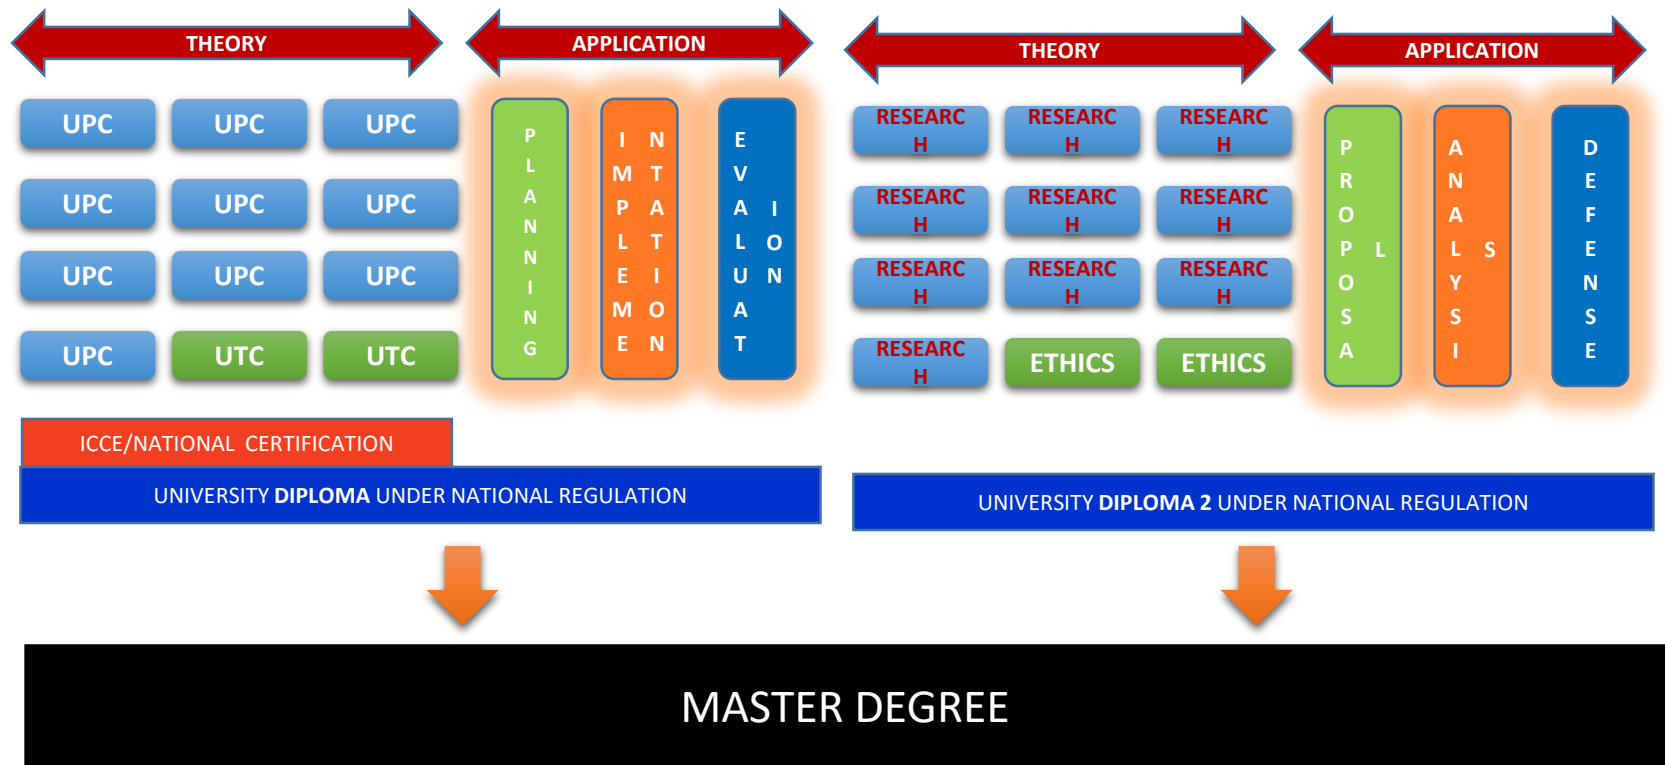 THEORY
APPLICATION
UPC UPC UPC
UPC UPC UPC
UPC UPC UPC
UPC UTC UTC
PLANNING
IMPLEMENTATION
EVALUATION
ICCE/NATIONAL CERTIFICATION
UNIVERSITY DIPLOMA UNDER NATIONAL REGULATION
THEORY
APPLICATION
RESEARCH RESEARCH RESEARCH
RESEARCH RESEARCH RESEARCH
RESEARCH RESEARCH RESEARCH
RESEARCH ETHICS ETHICS
PROPOSAL
ANALYSIS
DEFENSE
UNIVERSITY DIPLOMA 2 UNDER NATIONAL REGULATION
MASTER DEGREE